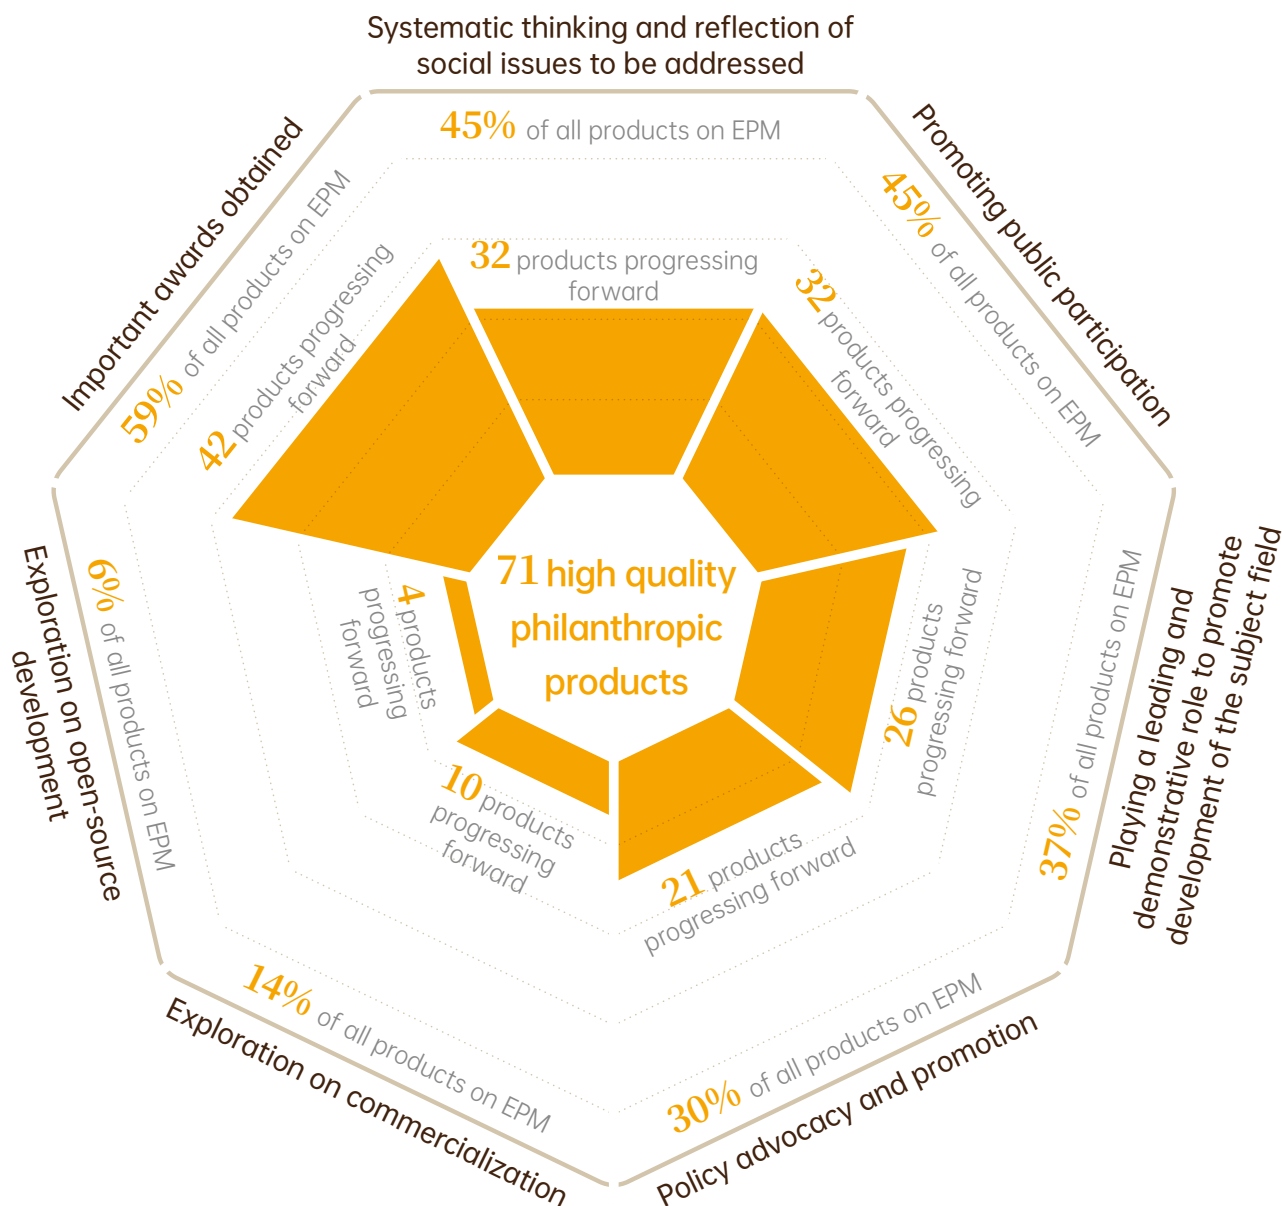 Systematic thinking and reflection of
social issues to be addressed
45% of all products on EPM
32 products progressing
forward
Promoting public participation
45% of all products on EPM
32 products progressing
forward
Playing a leading and
demonstrative role to promote
development of the subject field
37% of all products on EPM
26 products
progressing forward
Policy advocacy and promotion
30% of all products on EPM
21 products
progressing forward
Exploration on commercialization
14% of all products on EPM
10 products
progressing
forward
Exploration on open-source
development
6% of all products on EPM
4 products
progressing
forward
Important awards obtained
59% of all products on EPM
42 products progressing
forward
71 high quality
philanthropic
products